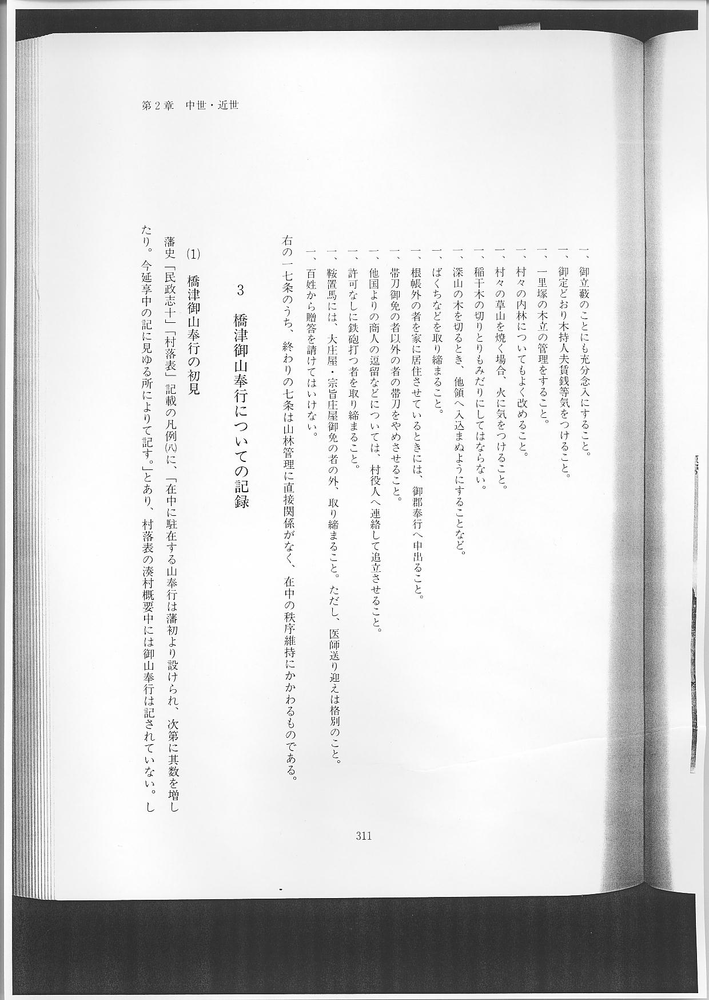 第2章　中世・近世
一、御立藪のことにも充分念入にすること。
一、御定どおり木持人夫賃銭等気をつけること。
一、一里塚の木立の管理をすること。
一、村々の内林についてもよく改めること。
一、村々の草山を焼く場合、火に気をつけること。
一、稲干木の切りとりもみだりにしてはならない。
一、深山の木を切るとき、他領へ入込まぬようにすることなど。
一、ばくちなどを取り締まること。
一、根帳外の者を家に居住させているときには、御郡奉行へ申出ること。
一、帯刀御免の者以外の者の帯刀をやめさせること。
一、他国よりの商人の逗留などについては、村役人へ連絡して追立させること。
一、許可なしに鉄砲打つ者を取り締まること。
一、鞍置馬には、大庄屋・宗旨庄屋御免の者の外、取り締まること。ただし、医師送り迎えは格別のこと。
一、百姓から贈答を請けてはいけない。
右の一七条のうち、終わりの七条は山林管理に直接関係がなく、在中の秩序維持にかかわるものである。
3　橋津御山奉行についての記録
(1)　橋津御山奉行の初見
藩史「民政志十」「村落表」記載の凡例㈧に、「在中に駐在する山奉行は藩初より設けられ、次第に其数を増し
たり。今延享中の記に見ゆる所によりて記す。」とあり、村落表の湊村概要中には御山奉行は記されていない。し
311